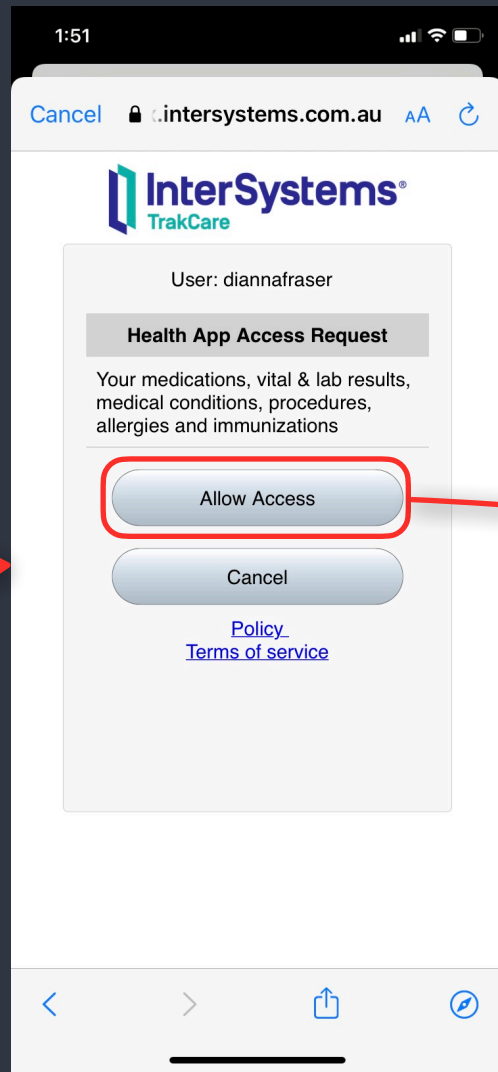 1:51
Cancel .intersystems.com.au AA
InterSystems®
TrakCare
User: diannafraser
Health App Access Request
Your medications, vital & lab results,
medical conditions, procedures,
allergies and immunizations
Allow Access
Cancel
Policy
Terms of service